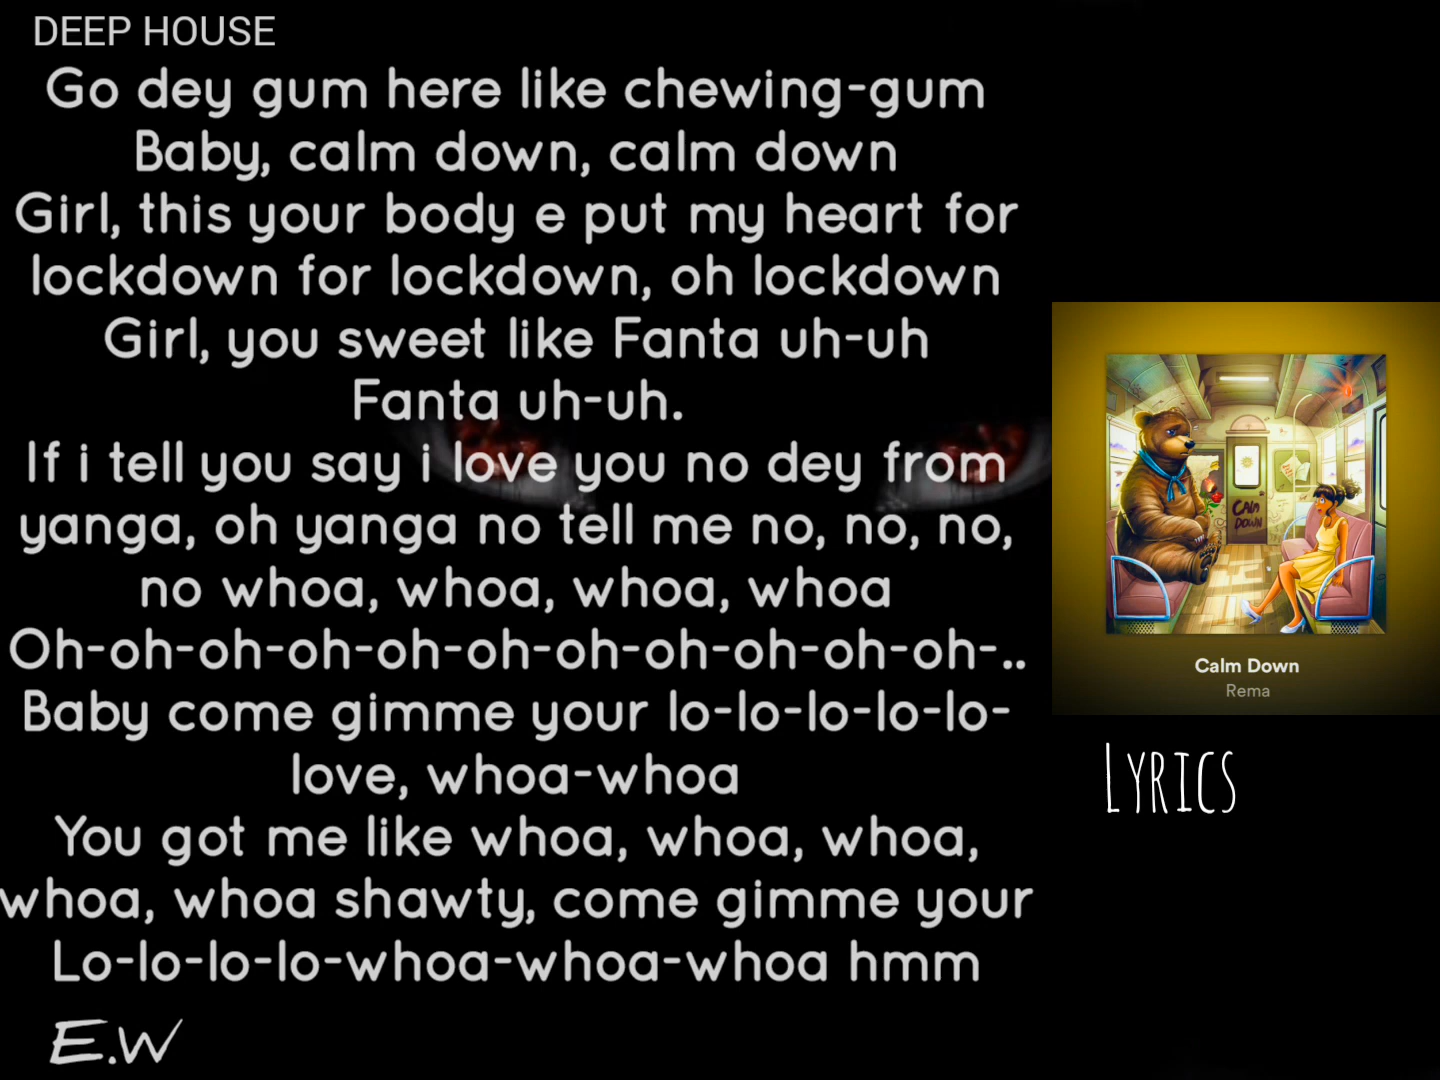 DEEP HOUSE
Go dey gum here like chewing-gum
Baby, calm down, calm down
Girl, this your body e put my heart for
lockdown for lockdown, oh lockdown
Girl, you sweet like Fanta uh-uh
Fanta uh-uh.
If i tell you say i love you no dey from
yanga, oh yanga no tell me no, no, no,
no whoa, whoa, whoa, whoa
Oh-oh-oh-oh-oh-oh-oh-oh-oh-oh-oh-..
Baby come gimme your lo-lo-lo-lo-lo-
love, whoa-whoa
You got me like whoa, whoa, whoa,
whoa, whoa shawty, come gimme your
Lo-lo-lo-lo-whoa-whoa-whoa hmm
E.W
CALM
DOWN
Calm Down
Rema
LYRICS